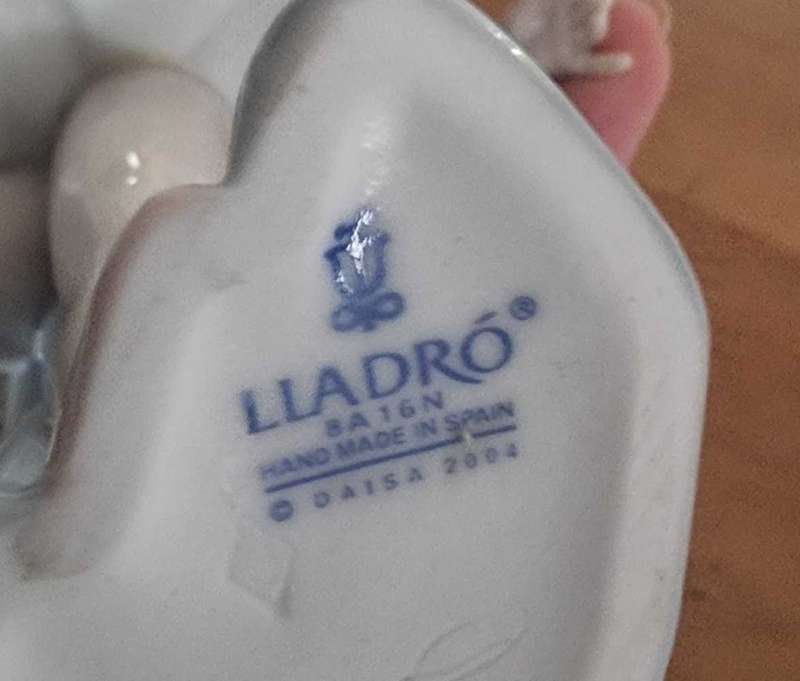 LLADRÓ®
8A16N
HAND MADE IN SPAIN
© DAISA 2004